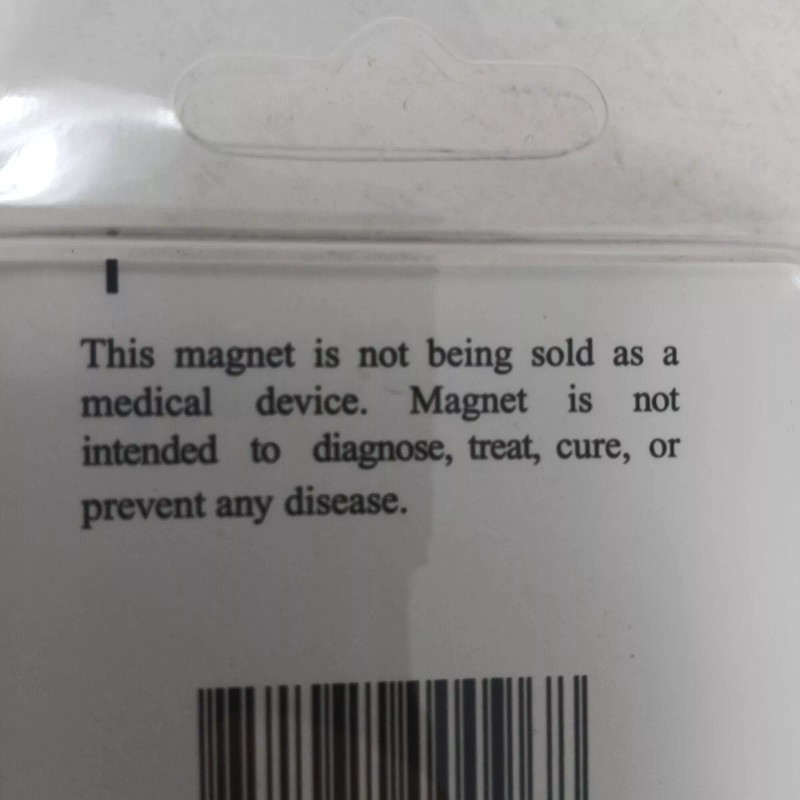 This magnet is not being sold as a
medical device. Magnet is not
intended to diagnose, treat, cure, or
prevent any disease.